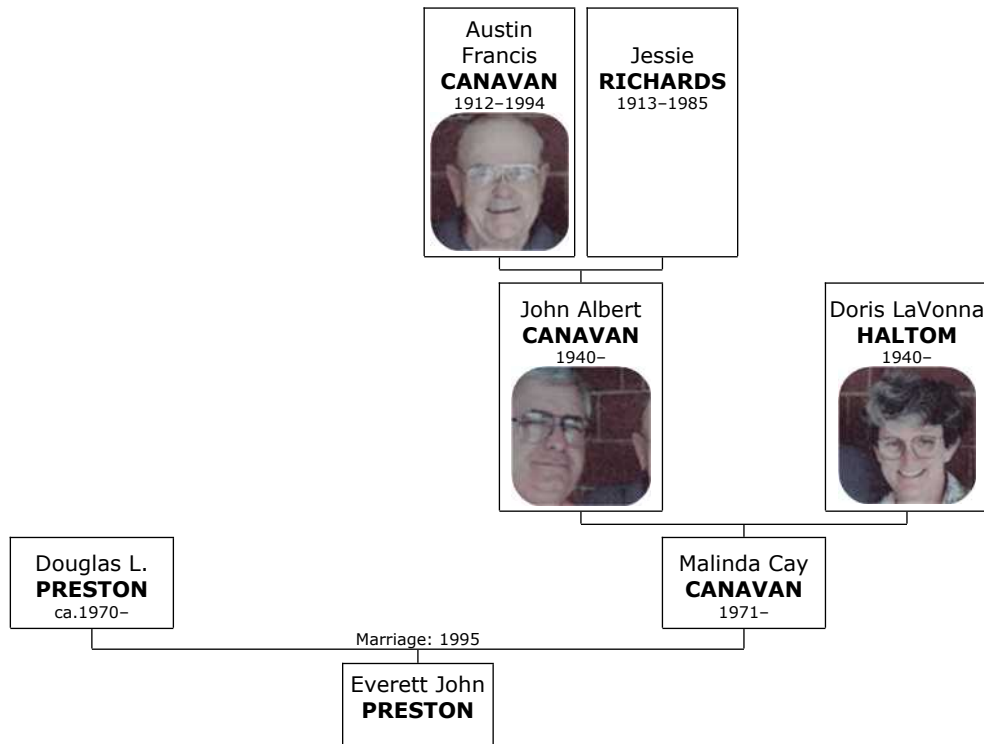 Austin
Francis
CANAVAN
1912–1994
Jessie
RICHARDS
1913–1985
John Albert
CANAVAN
1940–
Doris LaVonna
HALTOM
1940–
Douglas L.
PRESTON
ca.1970–
Malinda Cay
CANAVAN
1971–
Marriage: 1995
Everett John
PRESTON